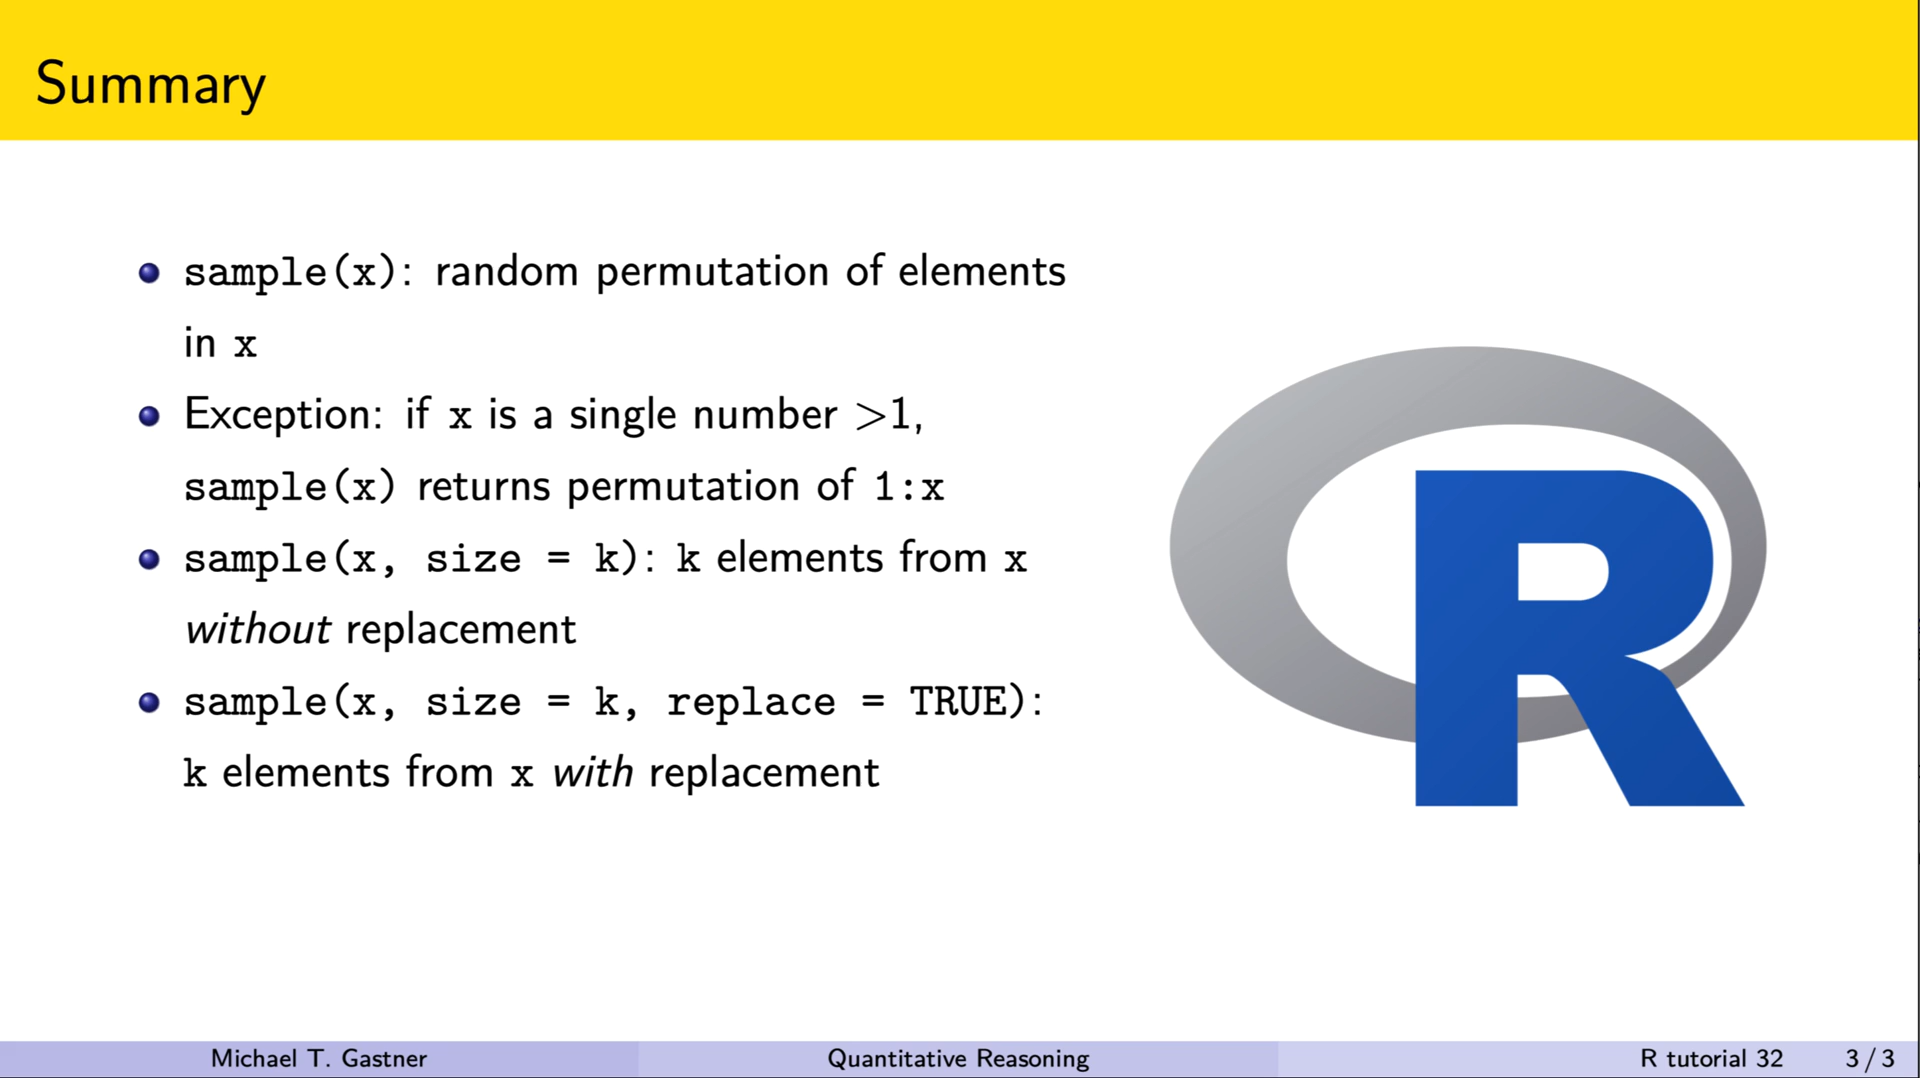 Summary
sample(x): random permutation of elements
in x
Exception: if x is a single number >1,
sample(x) returns permutation of 1:x
sample(x, size = k): k elements from x
without replacement
sample(x, size = k, replace = TRUE):
k elements from x with replacement
R
Michael T. Gastner
Quantitative Reasoning
R tutorial 32
3 / 3